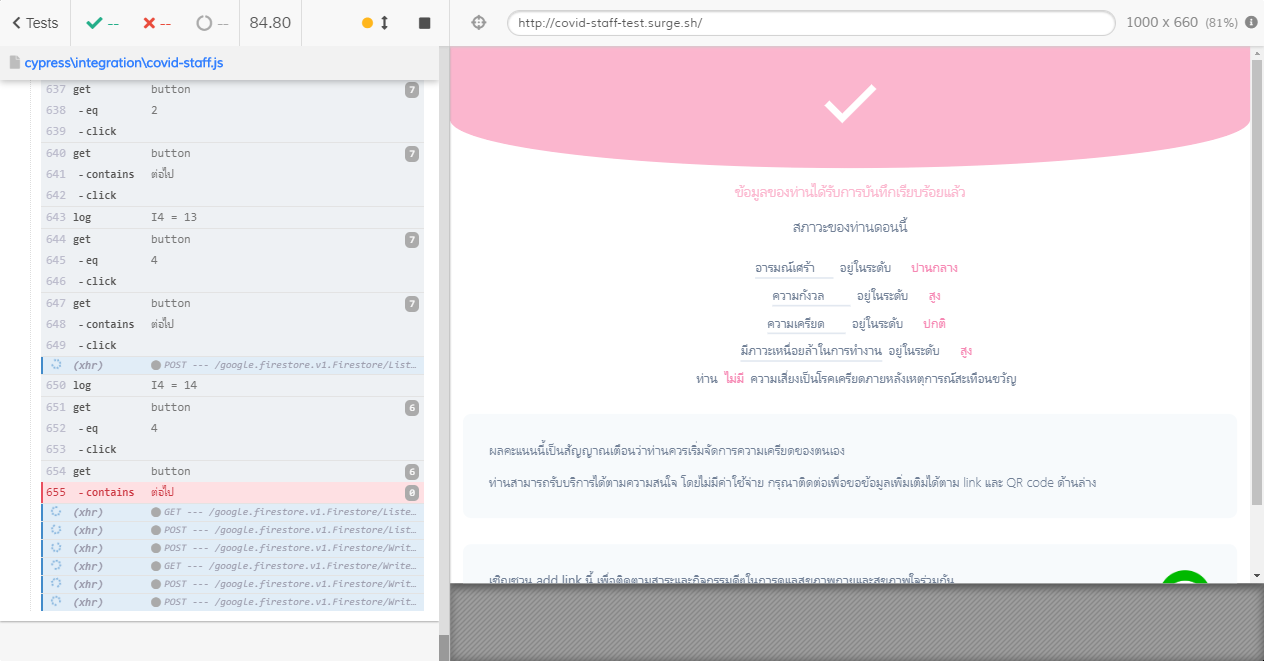 Tests
--
--
--
84.80
http://covid-staff-test.surge.sh/
1000 x 660 (81%)
cypress\integration\covid-staff.js
637 get button 7
638 - eq 2
639 - click
640 get button 7
641 - contains ต่อไป
642 - click
643 log I4 = 13
644 get button 7
645 - eq 4
646 - click
647 get button 7
648 - contains ต่อไป
649 - click
(xhr) POST --- /google.firestore.v1.Firestore/List…
650 log I4 = 14
651 get button 6
652 - eq 4
653 - click
654 get button 6
655 - contains ต่อไป 0
(xhr) GET --- /google.firestore.v1.Firestore/Liste…
(xhr) POST --- /google.firestore.v1.Firestore/List…
(xhr) POST --- /google.firestore.v1.Firestore/Writ…
(xhr) GET --- /google.firestore.v1.Firestore/Write…
(xhr) POST --- /google.firestore.v1.Firestore/Writ…
(xhr) POST --- /google.firestore.v1.Firestore/Writ…
ข้อมูลของท่านได้รับการบันทึกเรียบร้อยแล้ว
สภาวะของท่านตอนนี้
อารมณ์เศร้า อยู่ในระดับ ปานกลาง
ความกังวล อยู่ในระดับ สูง
ความเครียด อยู่ในระดับ ปกติ
มีภาวะเหนื่อยล้าในการทำงาน อยู่ในระดับ สูง
ท่าน ไม่มี ความเสี่ยงเป็นโรคเครียดภายหลังเหตุการณ์สะเทือนขวัญ
ผลคะแนนนี้เป็นสัญญาณเตือนว่าท่านควรเริ่มจัดการความเครียดของตนเอง
ท่านสามารถรับบริการได้ตามความสนใจ โดยไม่มีค่าใช้จ่าย กรุณาติดต่อเพื่อขอข้อมูลเพิ่มเติมได้ตาม link และ QR code ด้านล่าง
เชิญชวน add link นี้ เพื่อติดตามสาระและกิจกรรมดีๆในการดูแลสุขภาพกายและสุขภาพใจร่วมกัน